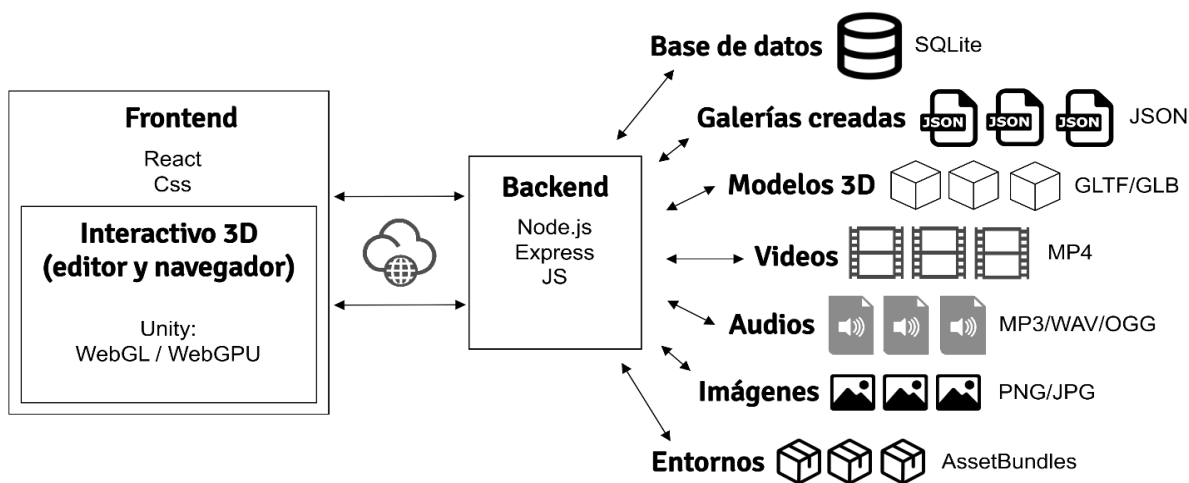 Frontend
React
Css
Interactivo 3D
(editor y navegador)
Unity:
WebGL / WebGPU
Backend
Node.js
Express
JS
Base de datos
SQLite
Galerías creadas
JSON
JSON
JSON
JSON
Modelos 3D
GLTF/GLB
Videos
MP4
Audios
MP3/WAV/OGG
Imágenes
PNG/JPG
Entornos
AssetBundles